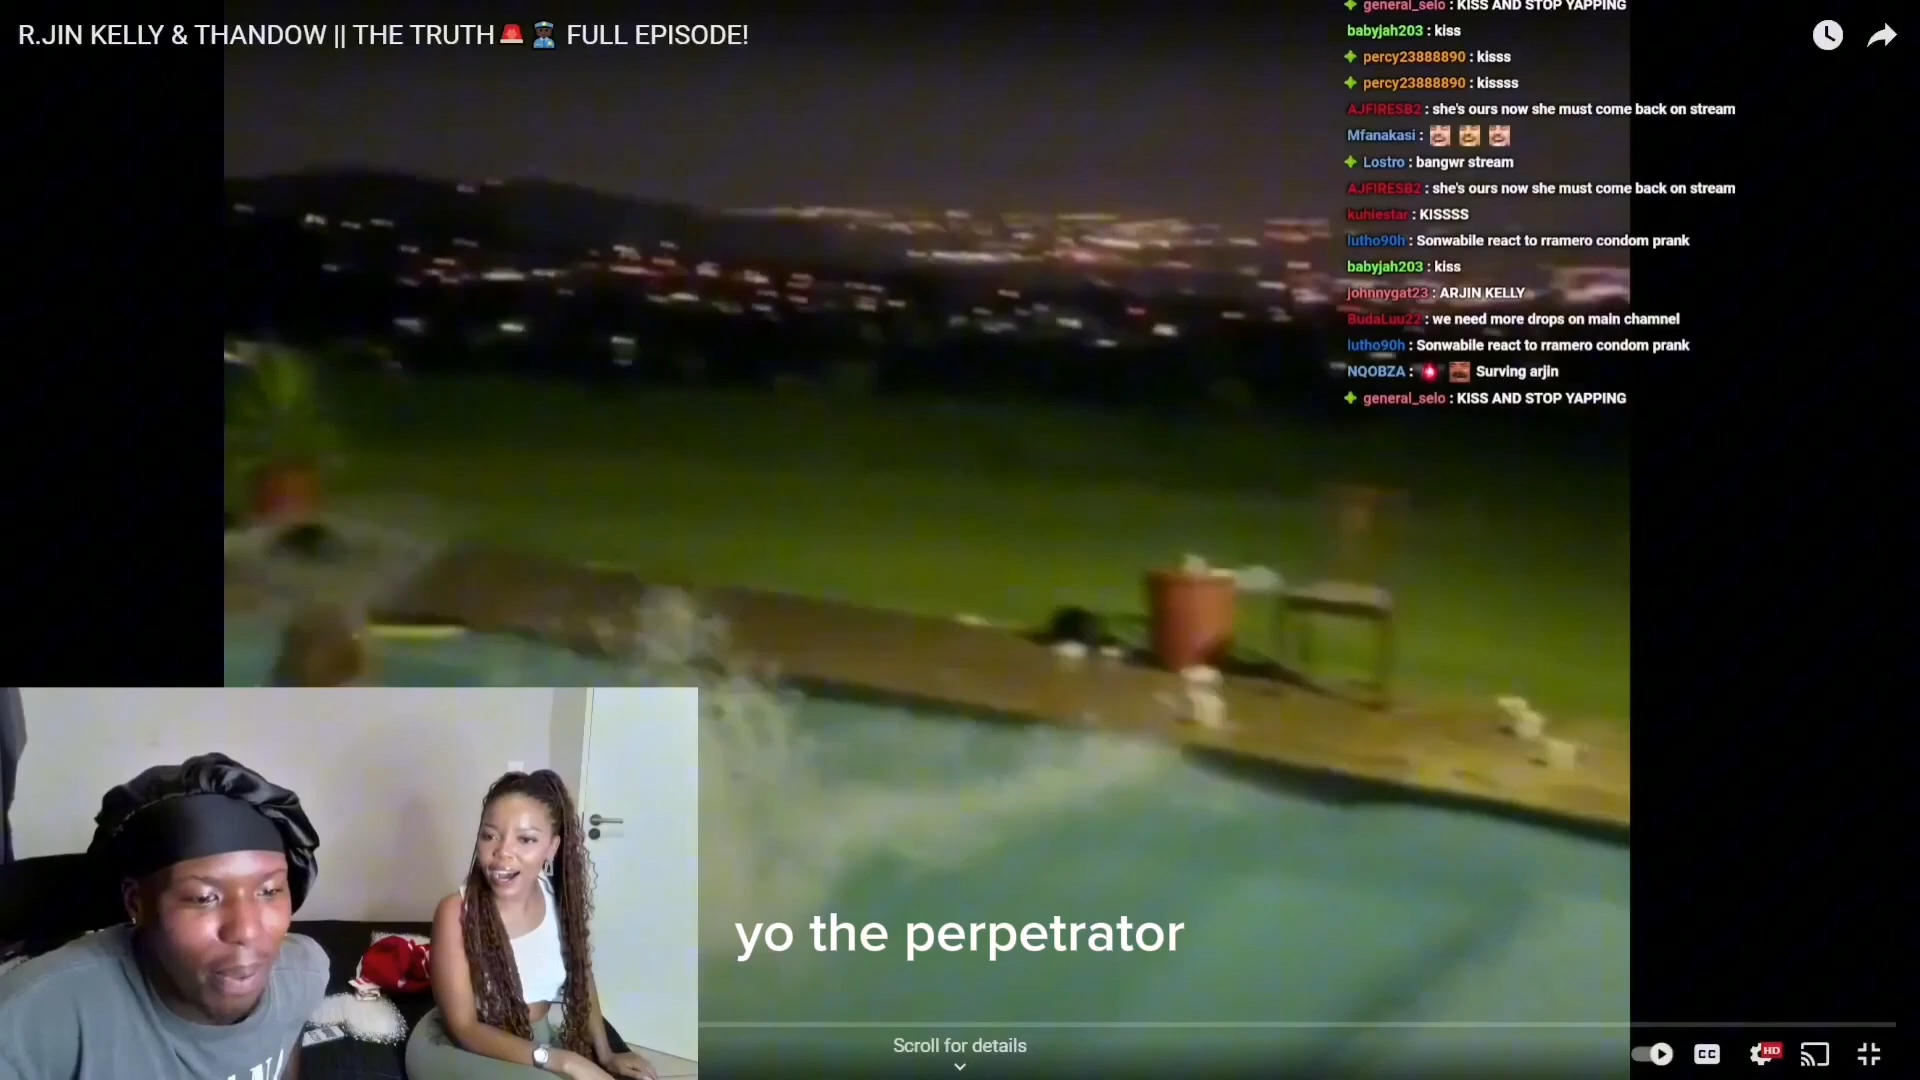 R.JIN KELLY & THANDOW || THE TRUTH🚨👮🏿 FULL EPISODE!
general_selo : KISS AND STOP YAPPING
babyjah203 : kiss
percy23888890 : kisss
percy23888890 : kissss
AJFIRESB2 : she's ours now she must come back on stream
Mfanakasi :
Lostro : bangwr stream
AJFIRESB2 : she's ours now she must come back on stream
kuhlestar : KISSSS
lutho90h : Sonwabile react to rramero condom prank
babyjah203 : kiss
johnnygat23 : ARJIN KELLY
BudaLuu22 : we need more drops on main chamnel
lutho90h : Sonwabile react to rramero condom prank
NQOBZA : Surving arjin
general_selo : KISS AND STOP YAPPING
yo the perpetrator
Scroll for details
CC
HD